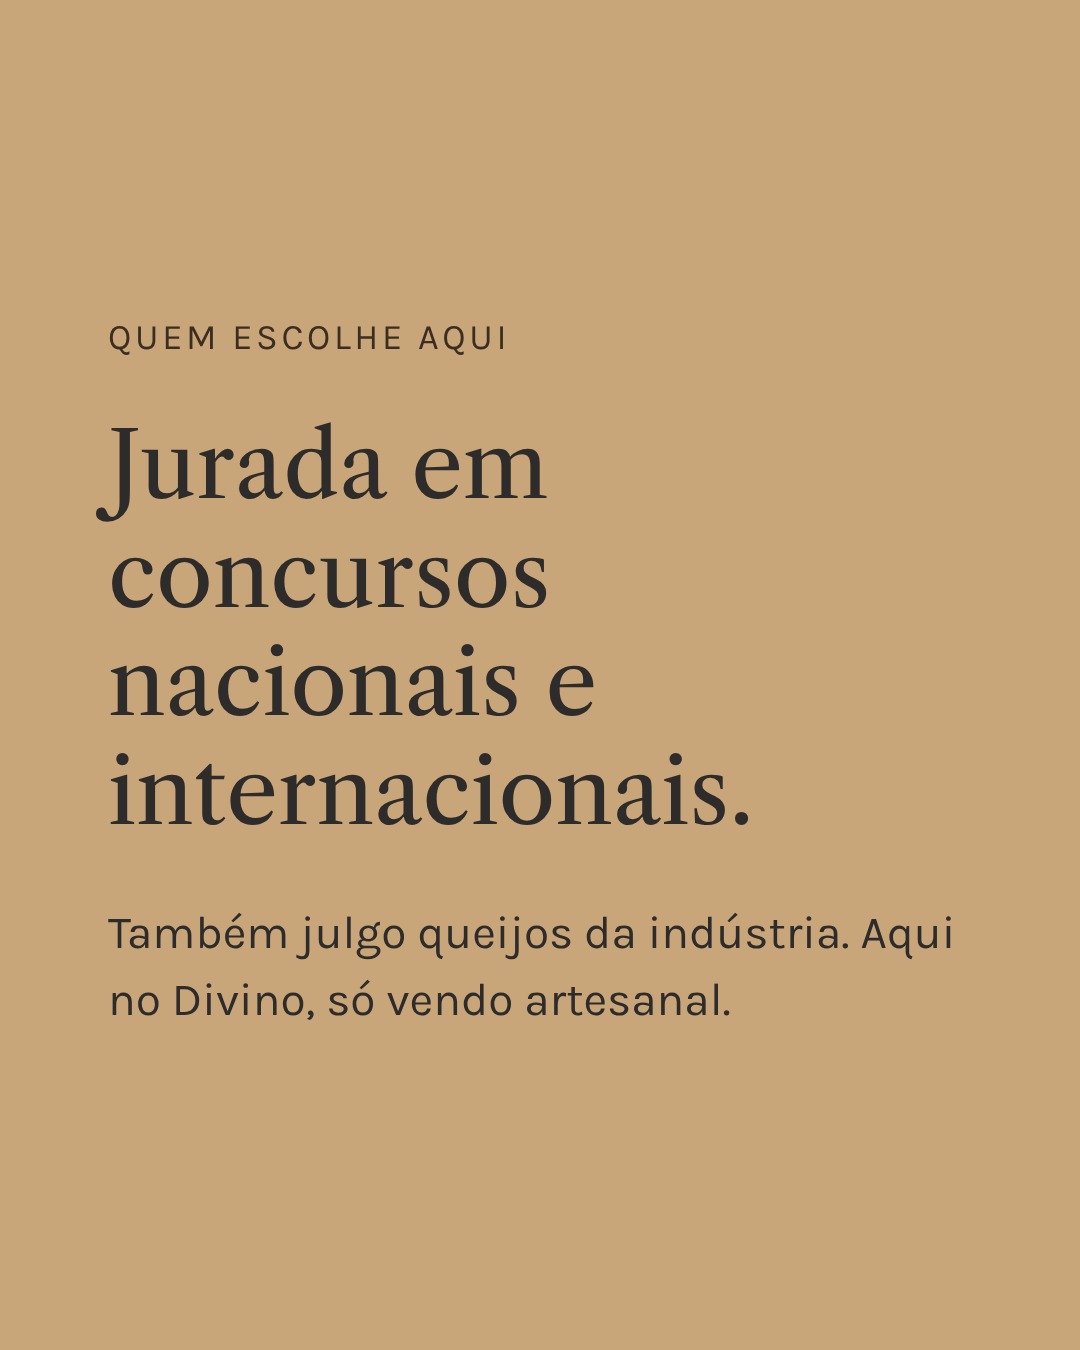 QUEM ESCOLHE AQUI
Jurada em
concursos
nacionais e
internacionais.
Também julgo queijos da indústria. Aqui
no Divino, só vendo artesanal.